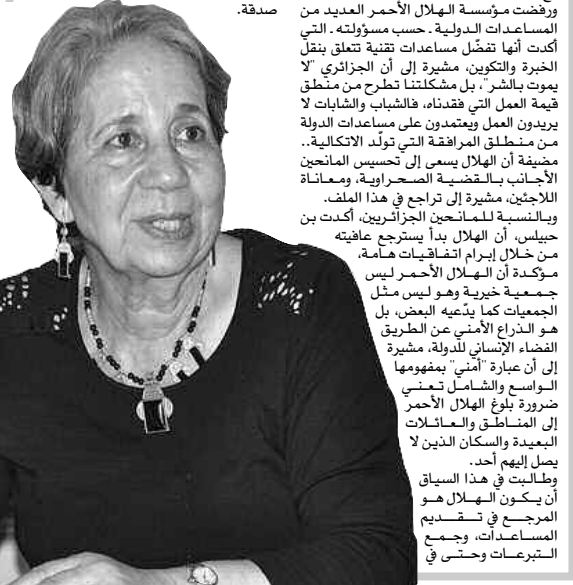 ورفضت مؤسسة الهلال الأحمر العديد من
المساعدات الدولية ـ حسب مسؤولته ـ التي
أكدت أنها تفضّل مساعدات تقنية تتعلق بنقل
الخبرة والتكوين، مشيرة إلى أن الجزائري "لا
يموت بالشر"، بل مشكلتنا تطرح من منطق
قيمة العمل التي فقدناه، فالشباب والشابات لا
يريدون العمل ويعتمدون على مساعدات الدولة
من منطلق المرافقة التي تولّد الاتكالية..
مضيفة أن الهلال يسعى إلى تحسيس المانحين
الأجانب بالقضية الصحراوية، ومعاناة
اللاجئين، مشيرة إلى تراجع في هذا الملف.
وبالنسبة للمانحين الجزائريين، أكدت بن
حبيلس، أن الهلال بدأ يسترجع عافيته
من خلال إبرام اتفاقيات هامة،
مؤكدة أن الهلال الأحمر ليس
جمعية خيرية وهو ليس مثل
الجمعيات كما يدّعيه البعض، بل
هو الذراع الأمني عن الطريق
الفضاء الإنساني للدولة، مشيرة
إلى أن عبارة "أمني" بمفهومها
الواسع والشامل تعني
ضرورة بلوغ الهلال الأحمر
إلى المناطق والعائلات
البعيدة والسكان الذين لا
يصل إليهم أحد.
وطالبت في هذا السياق
أن يكون الهلال هو
المرجع في تقديم
المساعدات، وجمع
التبرعات وحتى في
صدقة.